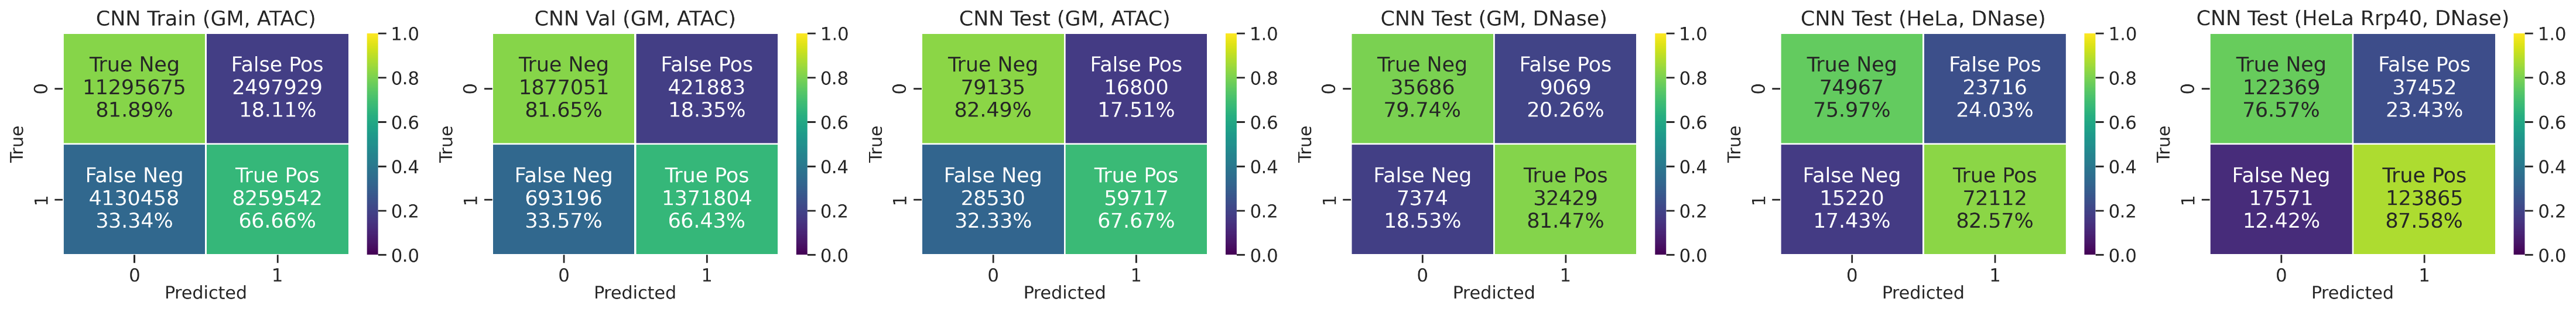 CNN Train (GM, ATAC)
True Neg
11295675
81.89%
False Pos
2497929
18.11%
False Neg
4130458
33.34%
True Pos
8259542
66.66%
0
1
True
0
1
Predicted
1.0
0.8
0.6
0.4
0.2
0.0
CNN Val (GM, ATAC)
True Neg
1877051
81.65%
False Pos
421883
18.35%
False Neg
693196
33.57%
True Pos
1371804
66.43%
0
1
True
0
1
Predicted
1.0
0.8
0.6
0.4
0.2
0.0
CNN Test (GM, ATAC)
True Neg
79135
82.49%
False Pos
16800
17.51%
False Neg
28530
32.33%
True Pos
59717
67.67%
0
1
True
0
1
Predicted
1.0
0.8
0.6
0.4
0.2
0.0
CNN Test (GM, DNase)
True Neg
35686
79.74%
False Pos
9069
20.26%
False Neg
7374
18.53%
True Pos
32429
81.47%
0
1
True
0
1
Predicted
1.0
0.8
0.6
0.4
0.2
0.0
CNN Test (HeLa, DNase)
True Neg
74967
75.97%
False Pos
23716
24.03%
False Neg
15220
17.43%
True Pos
72112
82.57%
0
1
True
0
1
Predicted
1.0
0.8
0.6
0.4
0.2
0.0
CNN Test (HeLa Rrp40, DNase)
True Neg
122369
76.57%
False Pos
37452
23.43%
False Neg
17571
12.42%
True Pos
123865
87.58%
0
1
True
0
1
Predicted
1.0
0.8
0.6
0.4
0.2
0.0